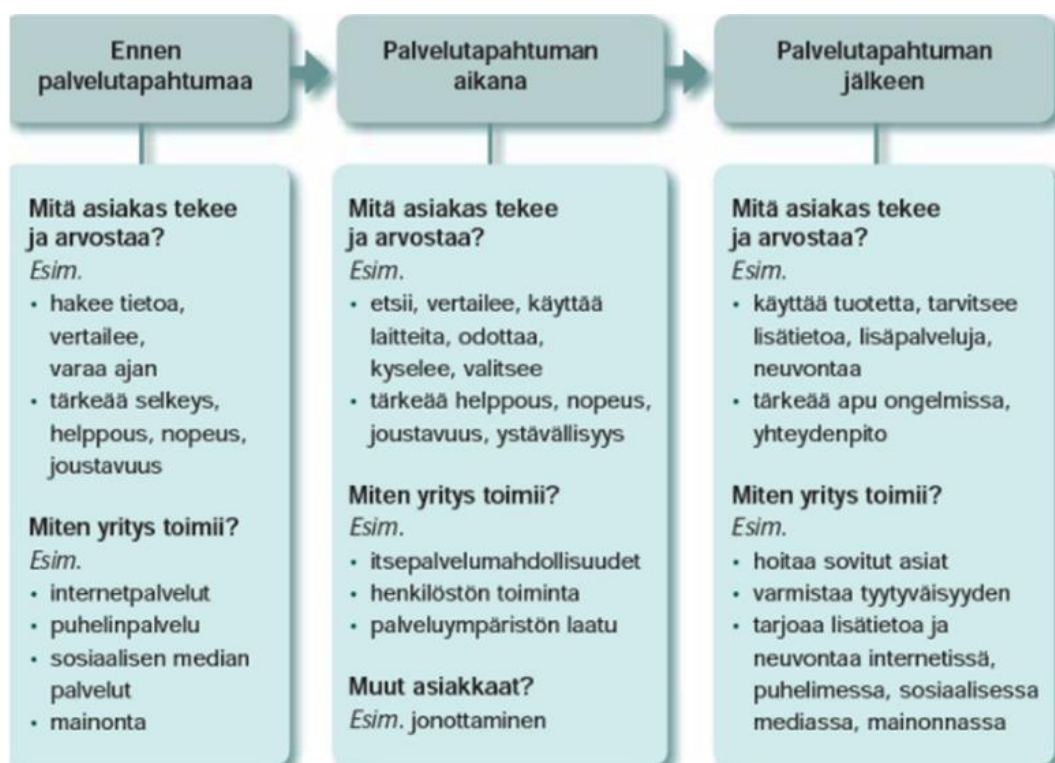 Ennen
palvelutapahtumaa
Palvelutapahtuman
aikana
Palvelutapahtuman
jälkeen
Mitä asiakas tekee
ja arvostaa?
Esim.
• hakee tietoa,
vertailee,
varaa ajan
• tärkeää selkeys,
helppous, nopeus,
joustavuus
Miten yritys toimii?
Esim.
• internetpalvelut
• puhelinpalvelu
• sosiaalisen median
palvelut
• mainonta
Mitä asiakas tekee
ja arvostaa?
Esim.
• etsii, vertailee, käyttää
laitteita, odottaa,
kyselee, valitsee
• tärkeää helppous, nopeus,
joustavuus, ystävällisyys
Miten yritys toimii?
Esim.
• itsepalvelumahdollisuudet
• henkilöstön toiminta
• palveluympäristön laatu
Muut asiakkaat?
Esim. jonottaminen
Mitä asiakas tekee
ja arvostaa?
Esim.
• käyttää tuotetta, tarvitsee
lisätietoa, lisäpalveluja,
neuvontaa
• tärkeää apu ongelmissa,
yhteydenpito
Miten yritys toimii?
Esim.
• hoitaa sovitut asiat
• varmistaa tyytyväisyyden
• tarjoaa lisätietoa ja
neuvontaa internetissä,
puhelimessa, sosiaalisessa
mediassa, mainonnassa